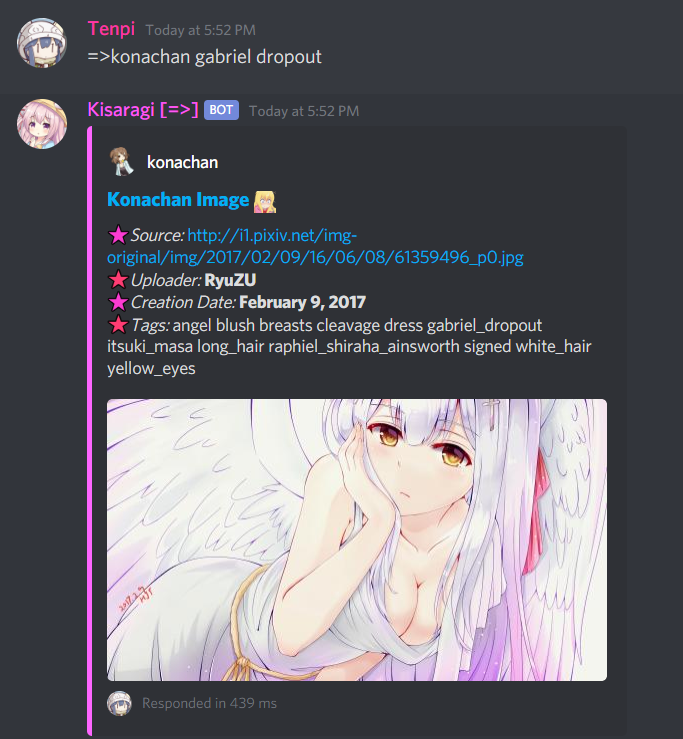 Tenpi Today at 5:52 PM
=>konachan gabriel dropout
Kisaragi [=>] BOT Today at 5:52 PM
konachan
Konachan Image
Source: http://i1.pixiv.net/img-
original/img/2017/02/09/16/06/08/61359496_p0.jpg
Uploader: RyuZU
Creation Date: February 9, 2017
Tags: angel blush breasts cleavage dress gabriel_dropout
itsuki_masa long_hair raphiel_shiraha_ainsworth signed white_hair
yellow_eyes
2017.2.9
Responded in 439 ms